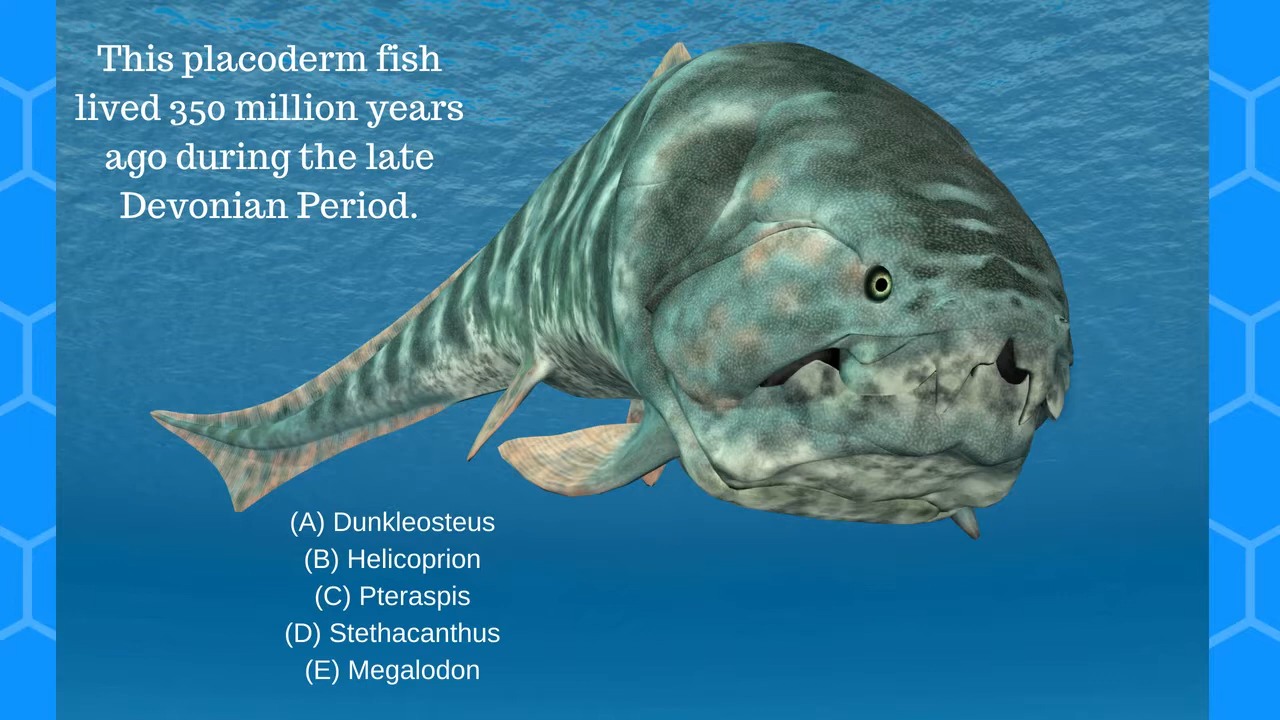 This placoderm fish
lived 350 million years
ago during the late
Devonian Period.
(A) Dunkleosteus
(B) Helicoprion
(C) Pteraspis
(D) Stethacanthus
(E) Megalodon